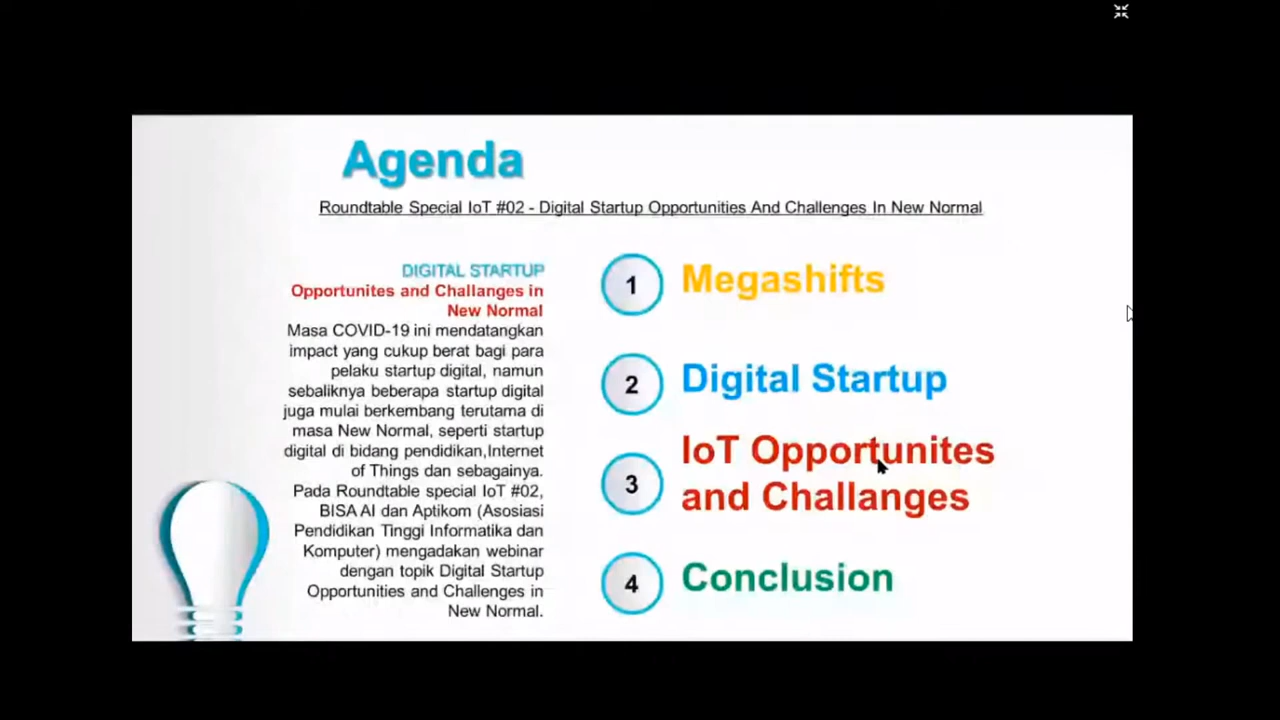 Agenda
Roundtable Special IoT #02 - Digital Startup Opportunities And Challenges In New Normal
DIGITAL STARTUP
Opportunites and Challanges in
New Normal
Masa COVID-19 ini mendatangkan
impact yang cukup berat bagi para
pelaku startup digital, namun
sebaliknya beberapa startup digital
juga mulai berkembang terutama di
masa New Normal, seperti startup
digital di bidang pendidikan,Internet
of Things dan sebagainya.
Pada Roundtable special IoT #02,
BISA AI dan Aptikom (Asosiasi
Pendidikan Tinggi Informatika dan
Komputer) mengadakan webinar
dengan topik Digital Startup
Opportunities and Challenges in
New Normal.
1 Megashifts
2 Digital Startup
3 IoT Opportunites
and Challanges
4 Conclusion